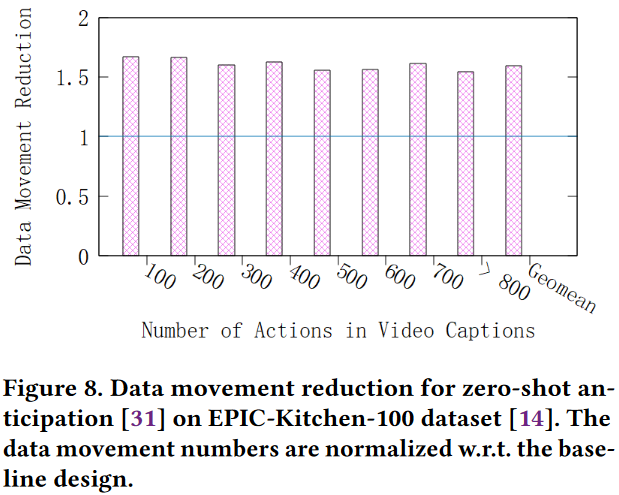 2
1.5
1
0.5
0
Data Movement Reduction
100
200
300
400
500
600
700
> 800
Geomean
Number of Actions in Video Captions
Figure 8. Data movement reduction for zero-shot an-
ticipation [31] on EPIC-Kitchen-100 dataset [14]. The
data movement numbers are normalized w.r.t. the base-
line design.